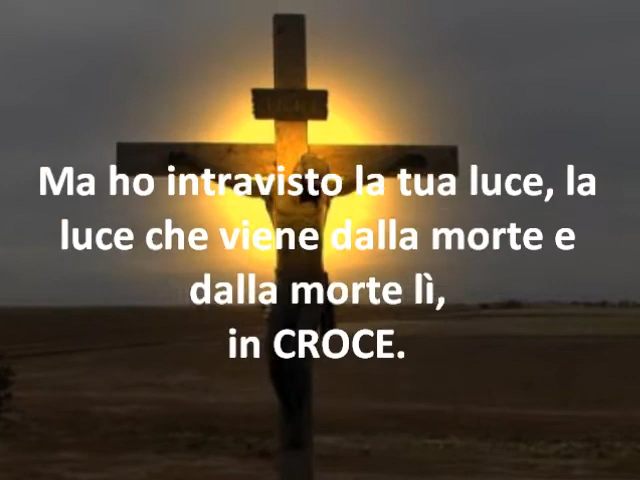 Ma ho intravisto la tua luce, la
luce che viene dalla morte e
dalla morte lì,
in CROCE.